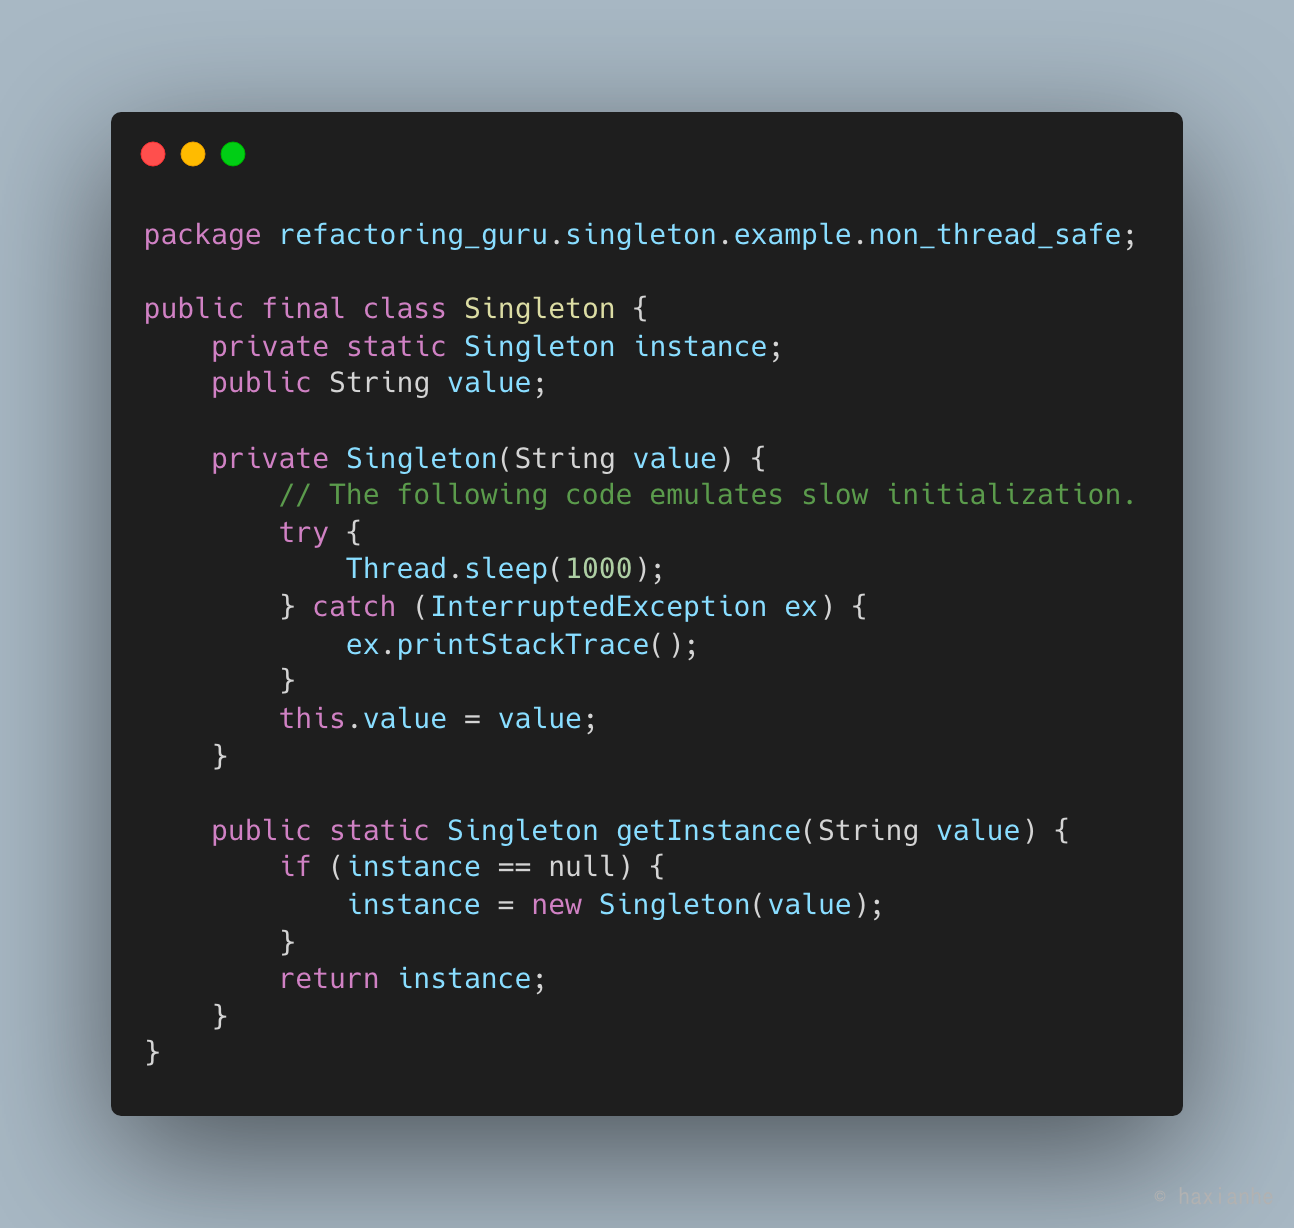 package refactoring_guru.singleton.example.non_thread_safe;

public final class Singleton {
    private static Singleton instance;
    public String value;

    private Singleton(String value) {
        // The following code emulates slow initialization.
        try {
            Thread.sleep(1000);
        } catch (InterruptedException ex) {
            ex.printStackTrace();
        }
        this.value = value;
    }

    public static Singleton getInstance(String value) {
        if (instance == null) {
            instance = new Singleton(value);
        }
        return instance;
    }
}